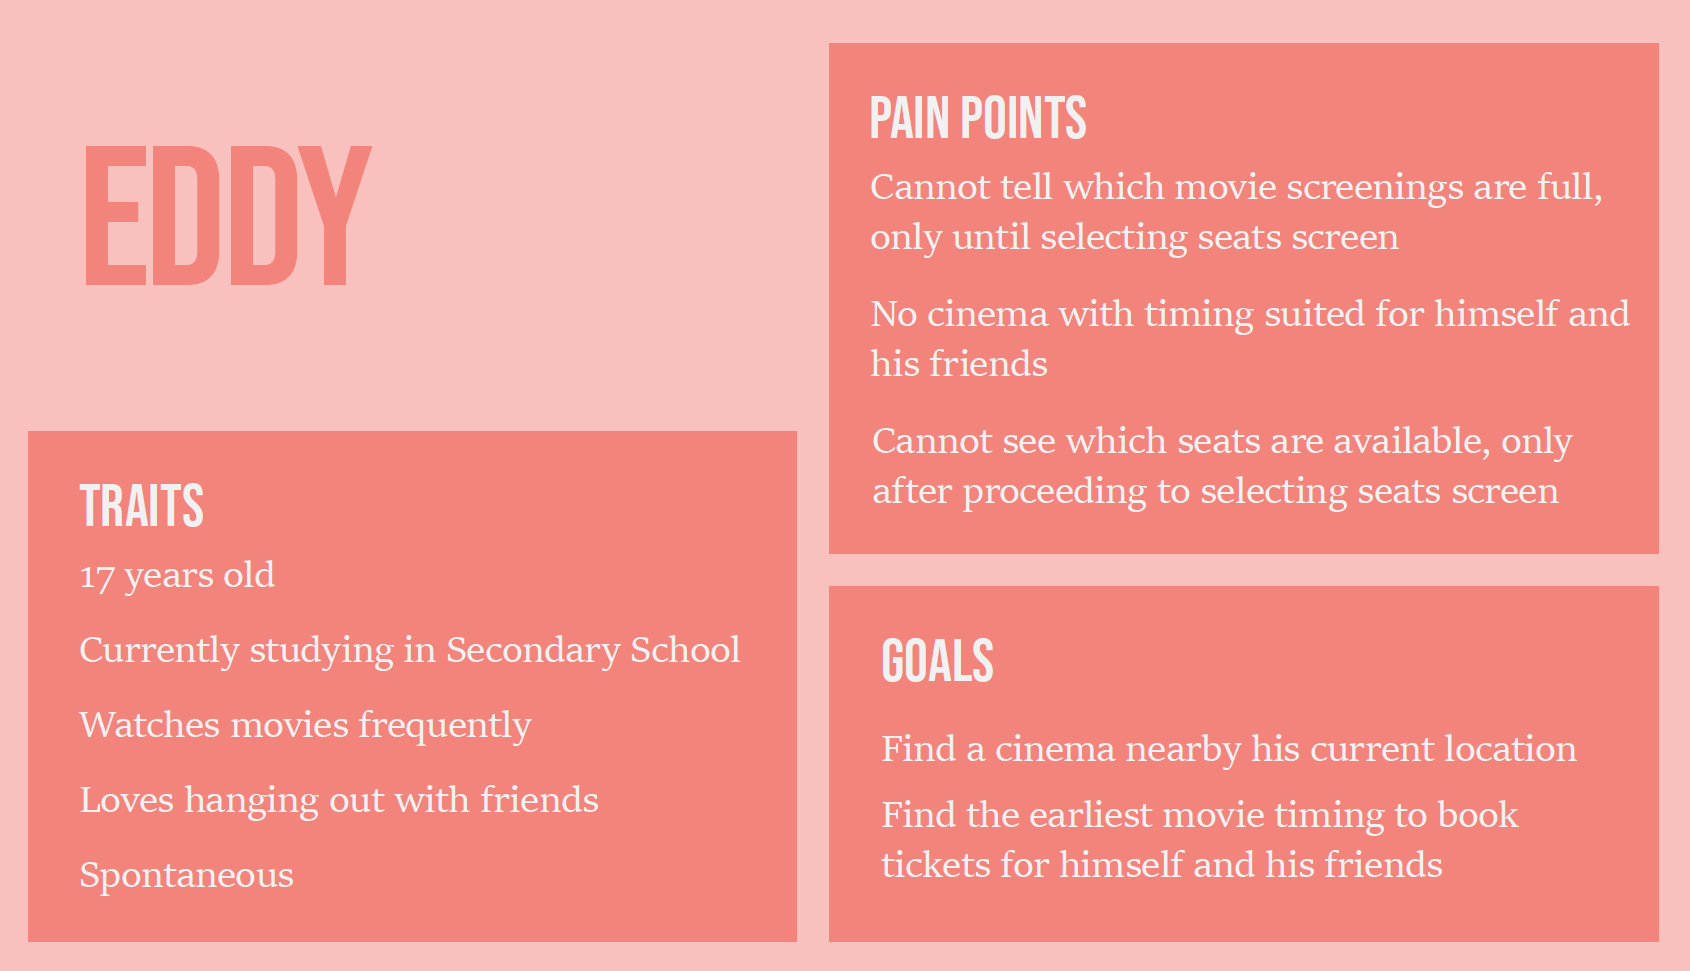 EDDY
TRAITS
17 years old
Currently studying in Secondary School
Watches movies frequently
Loves hanging out with friends
Spontaneous
PAIN POINTS
Cannot tell which movie screenings are full,
only until selecting seats screen
No cinema with timing suited for himself and
his friends
Cannot see which seats are available, only
after proceeding to selecting seats screen
GOALS
Find a cinema nearby his current location
Find the earliest movie timing to book
tickets for himself and his friends